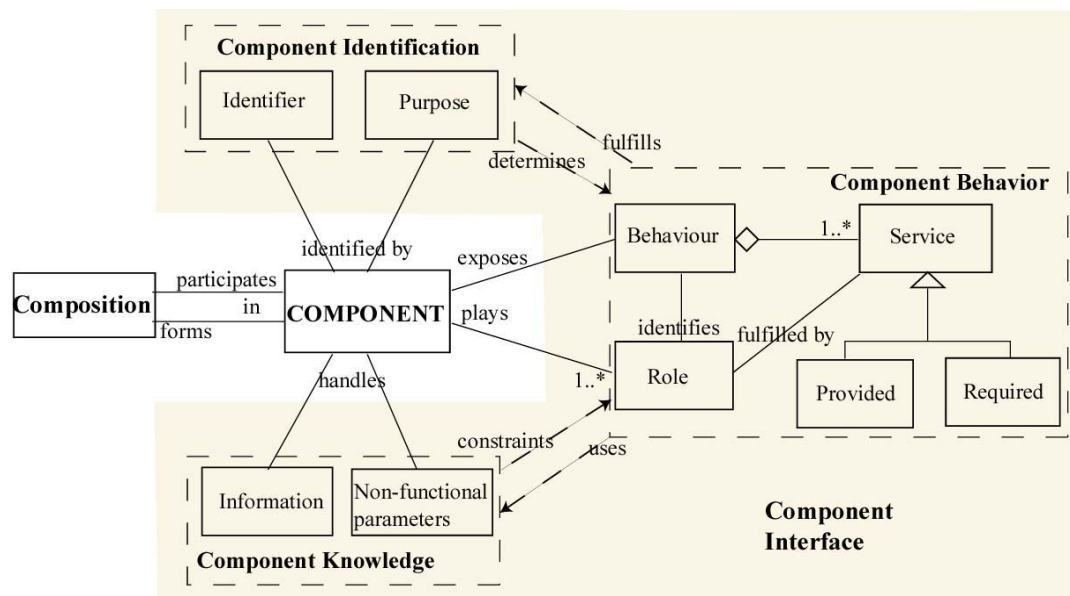 Component Identification
Identifier
Purpose
fulfills
determines
Component Behavior
Behaviour
1..*
Service
identified by
exposes
participates
Composition
in
COMPONENT
plays
forms
identifies
fulfilled by
handles
1..*
Role
Provided
Required
constraints
uses
Information
Non-functional
parameters
Component Knowledge
Component
Interface